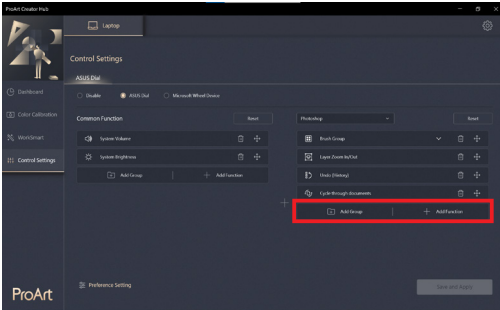 ProArt Creator Hub
Laptop
Control Settings
ASUS Dial
Dashboard
Disable
ASUS Dial
Microsoft Wheel Device
Color Calibration
Common Function
Reset
Photoshop
Reset
WorkSmart
System Volume
Brush Group
Control Settings
System Brightness
Layer Zoom In/Out
Add Group
Add Function
Undo (History)
Cycle through documents
Add Group
Add Function
Preference Setting
Save and Apply
ProArt